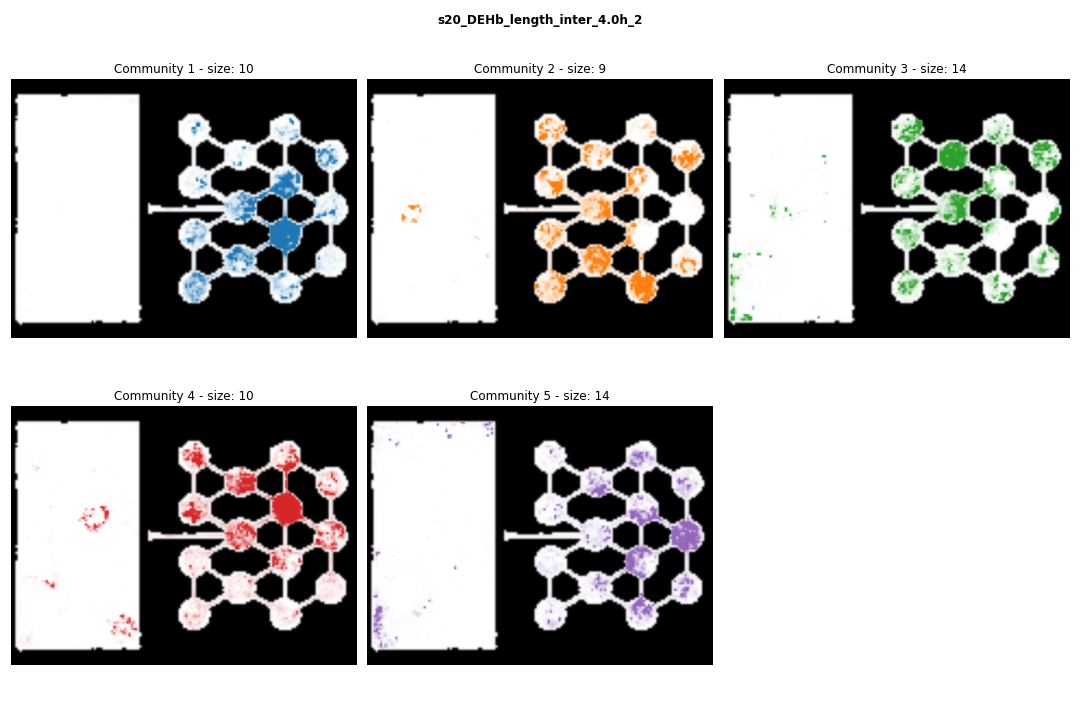 s20_DEHb_length_inter_4.0h_2
Community 1 - size: 10
Community 2 - size: 9
Community 3 - size: 14
Community 4 - size: 10
Community 5 - size: 14